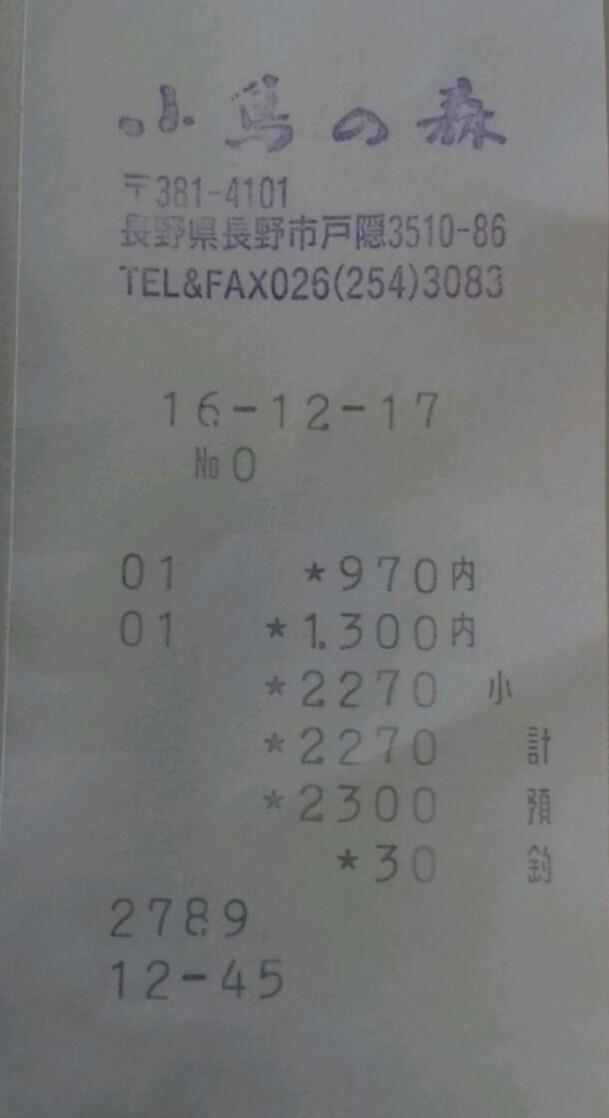 小鳥の森
〒381-4101
長野県長野市戸隠3510-86
TEL&FAX026(254)3083
16-12-17
№0
01 *970内
01 *1.300内
*2270 小
*2270 計
*2300 預
*30 釣
2789
12-45